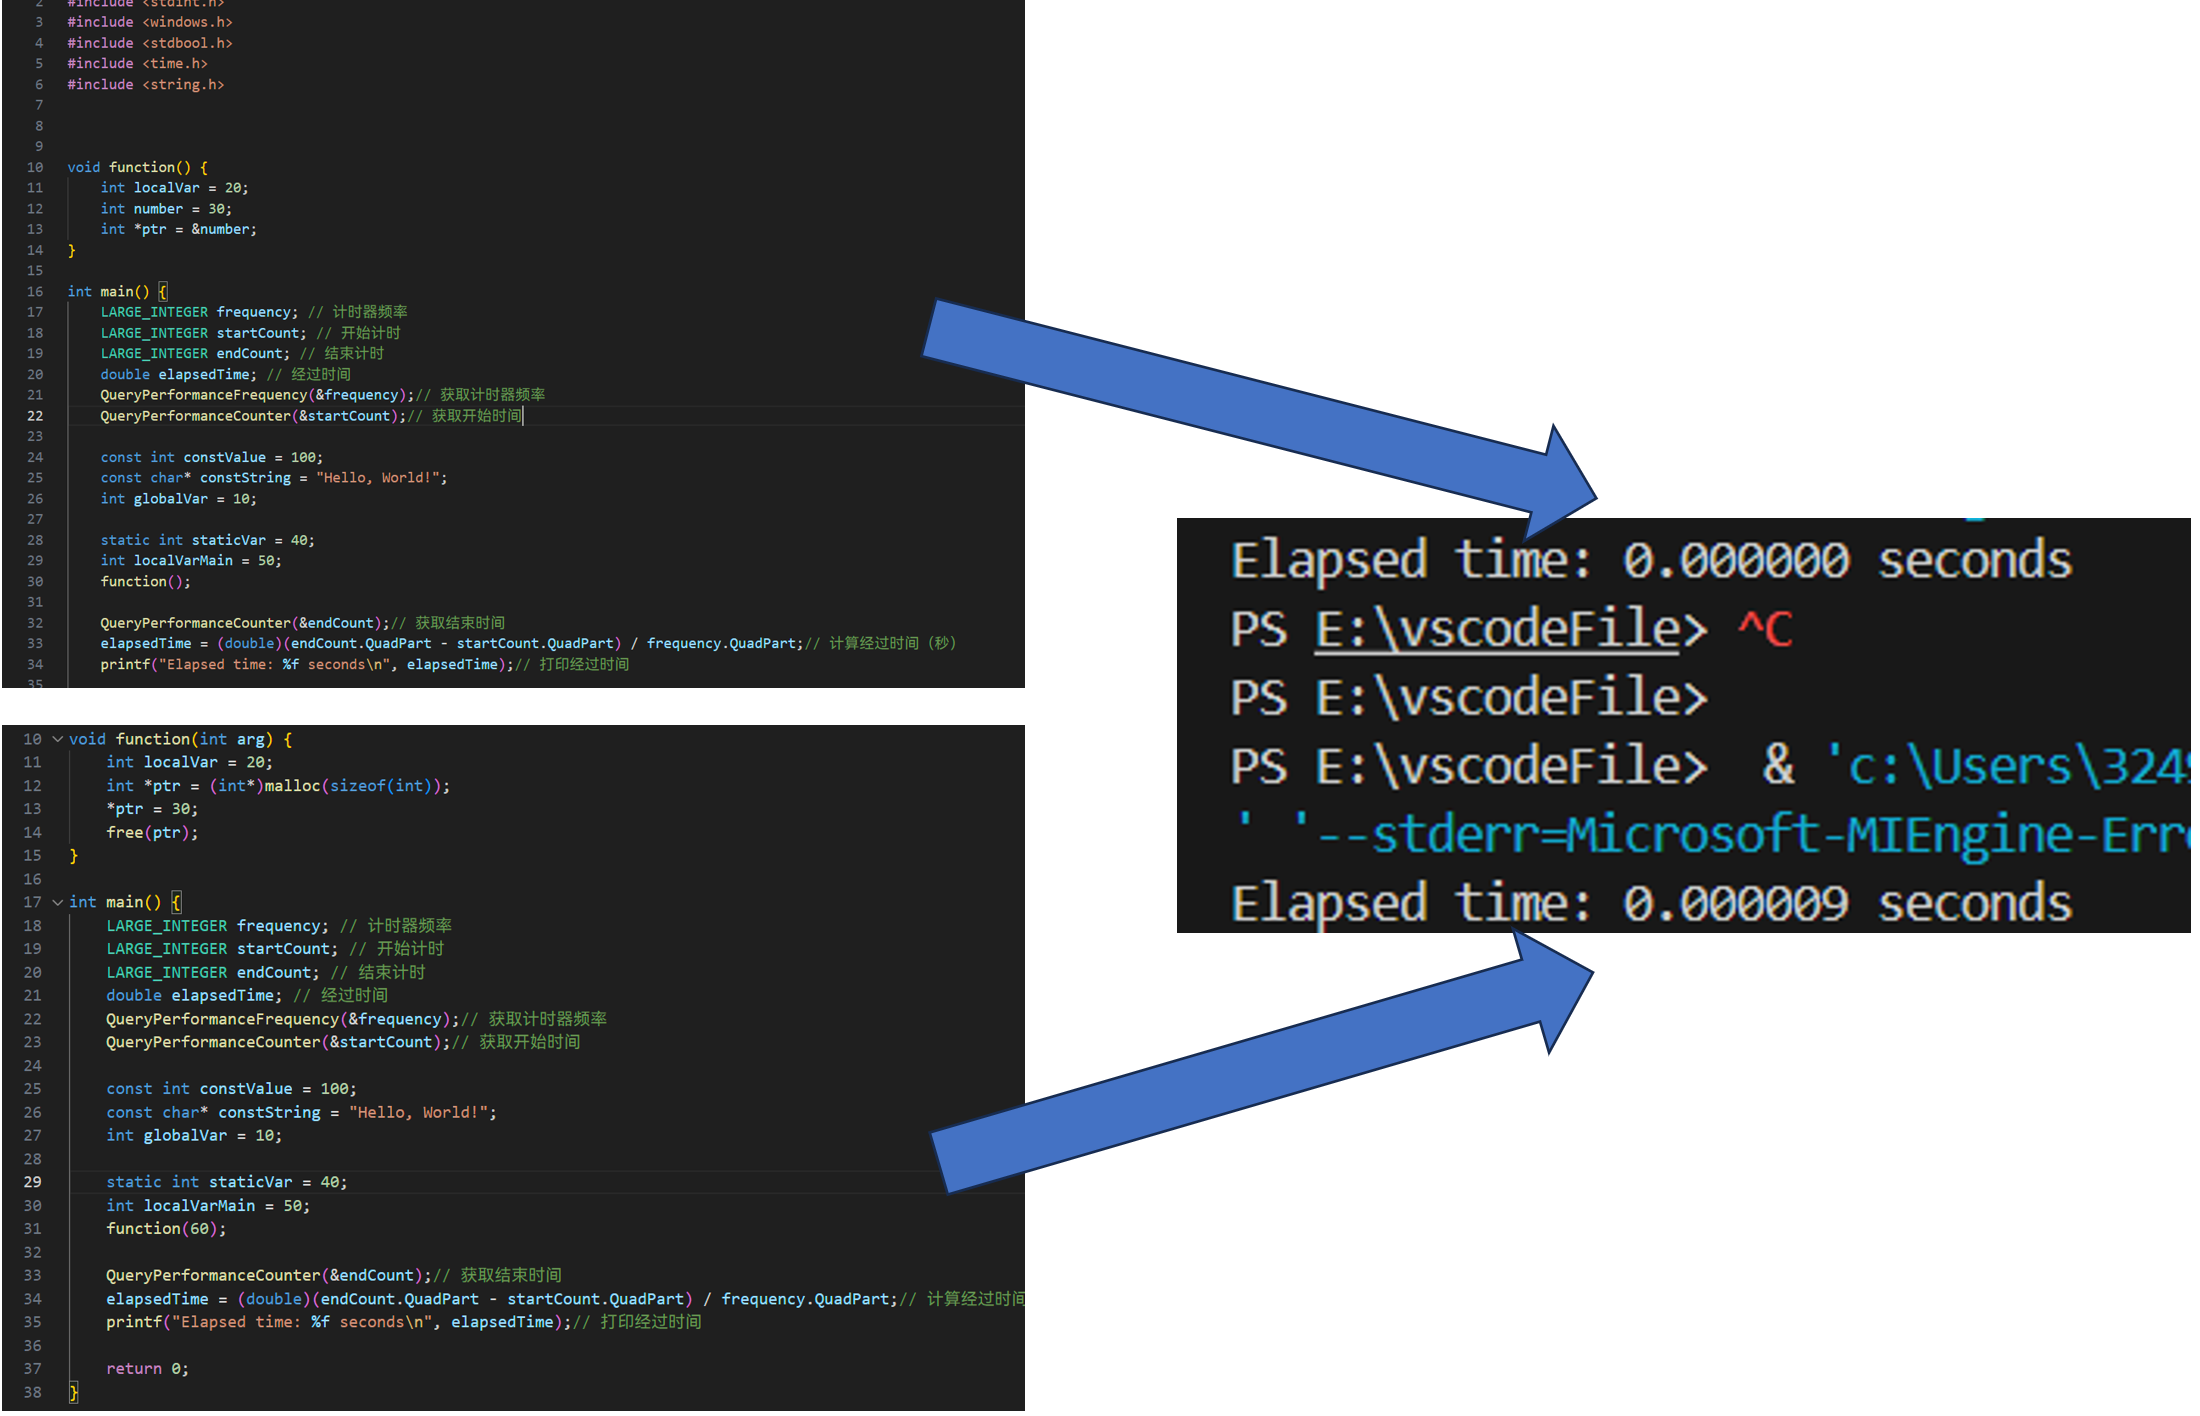 2 #include <stdint.h>
3 #include <windows.h>
4 #include <stdbool.h>
5 #include <time.h>
6 #include <string.h>
7
8
9
10 void function() {
11 int localVar = 20;
12 int number = 30;
13 int *ptr = &number;
14 }
15
16 int main() {
17 LARGE_INTEGER frequency; // 计时器频率
18 LARGE_INTEGER startCount; // 开始计时
19 LARGE_INTEGER endCount; // 结束计时
20 double elapsedTime; // 经过时间
21 QueryPerformanceFrequency(&frequency);// 获取计时器频率
22 QueryPerformanceCounter(&startCount);// 获取开始时间
23
24 const int constValue = 100;
25 const char* constString = "Hello, World!";
26 int globalVar = 10;
27
28 static int staticVar = 40;
29 int localVarMain = 50;
30 function();
31
32 QueryPerformanceCounter(&endCount);// 获取结束时间
33 elapsedTime = (double)(endCount.QuadPart - startCount.QuadPart) / frequency.QuadPart;// 计算经过时间（秒）
34 printf("Elapsed time: %f seconds\n", elapsedTime);// 打印经过时间
35
10 void function(int arg) {
11 int localVar = 20;
12 int *ptr = (int*)malloc(sizeof(int));
13 *ptr = 30;
14 free(ptr);
15 }
16
17 int main() {
18 LARGE_INTEGER frequency; // 计时器频率
19 LARGE_INTEGER startCount; // 开始计时
20 LARGE_INTEGER endCount; // 结束计时
21 double elapsedTime; // 经过时间
22 QueryPerformanceFrequency(&frequency);// 获取计时器频率
23 QueryPerformanceCounter(&startCount);// 获取开始时间
24
25 const int constValue = 100;
26 const char* constString = "Hello, World!";
27 int globalVar = 10;
28
29 static int staticVar = 40;
30 int localVarMain = 50;
31 function(60);
32
33 QueryPerformanceCounter(&endCount);// 获取结束时间
34 elapsedTime = (double)(endCount.QuadPart - startCount.QuadPart) / frequency.QuadPart;// 计算经过时间
35 printf("Elapsed time: %f seconds\n", elapsedTime);// 打印经过时间
36
37 return 0;
38 }
Elapsed time: 0.000000 seconds
PS E:\vscodeFile> ^C
PS E:\vscodeFile>
PS E:\vscodeFile> & 'c:\Users\324
' '--stderr=Microsoft-MIEngine-Err
Elapsed time: 0.000009 seconds